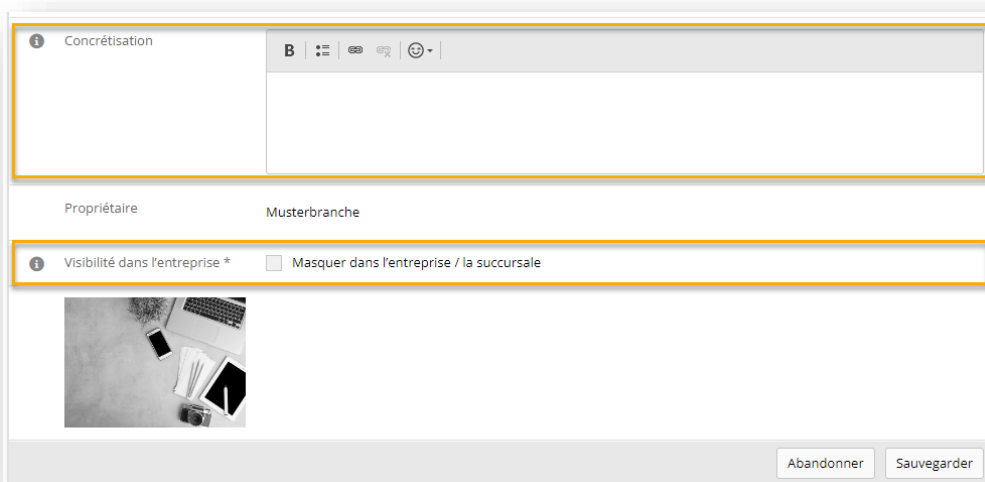 Concrétisation
B
Propriétaire
Musterbranche
Visibilité dans l'entreprise *
Masquer dans l'entreprise / la succursale
Abandonner
Sauvegarder